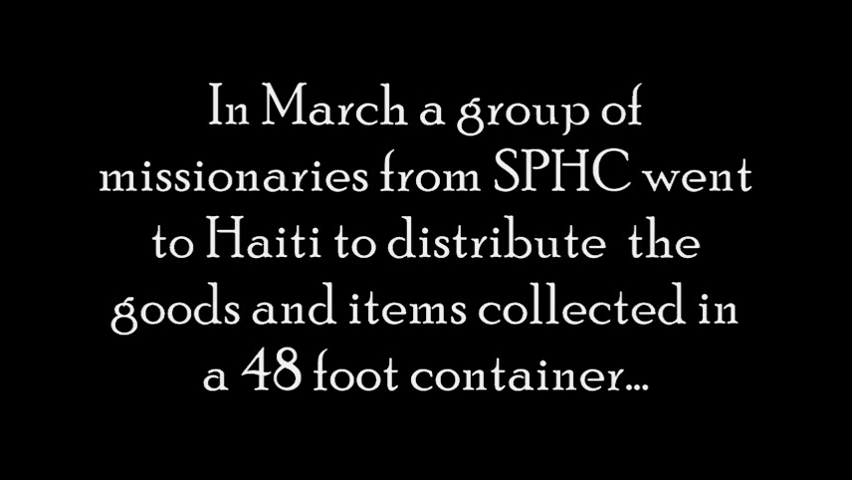 In March a group of
missionaries from SPHC went
to Haiti to distribute the
goods and items collected in
a 48 foot container...